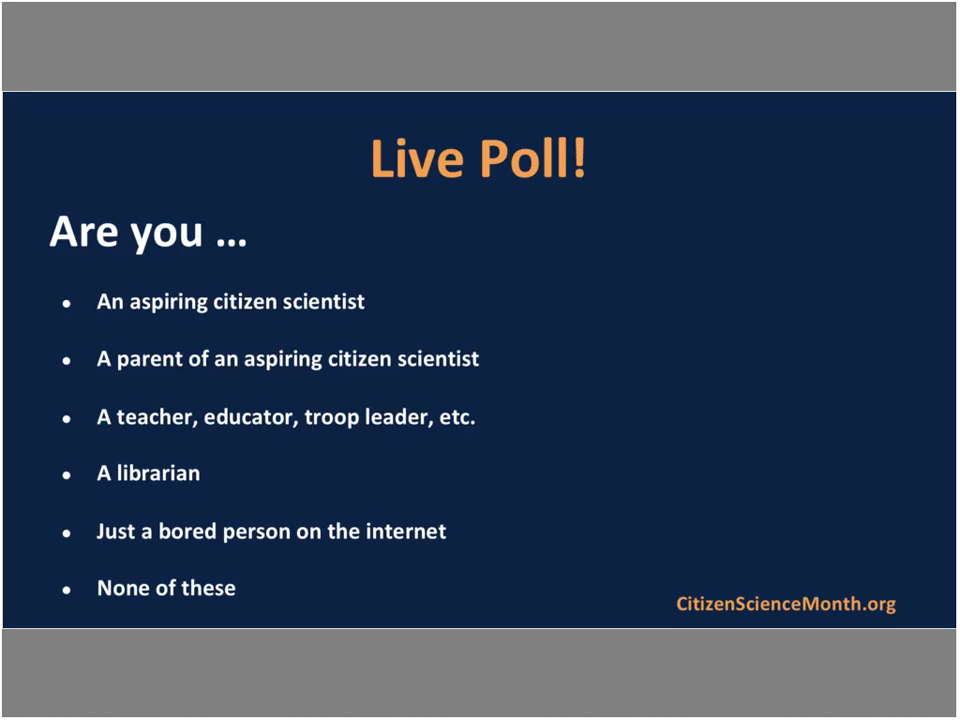 Live Poll!
Are you …
• An aspiring citizen scientist
• A parent of an aspiring citizen scientist
• A teacher, educator, troop leader, etc.
• A librarian
• Just a bored person on the internet
• None of these
CitizenScienceMonth.org